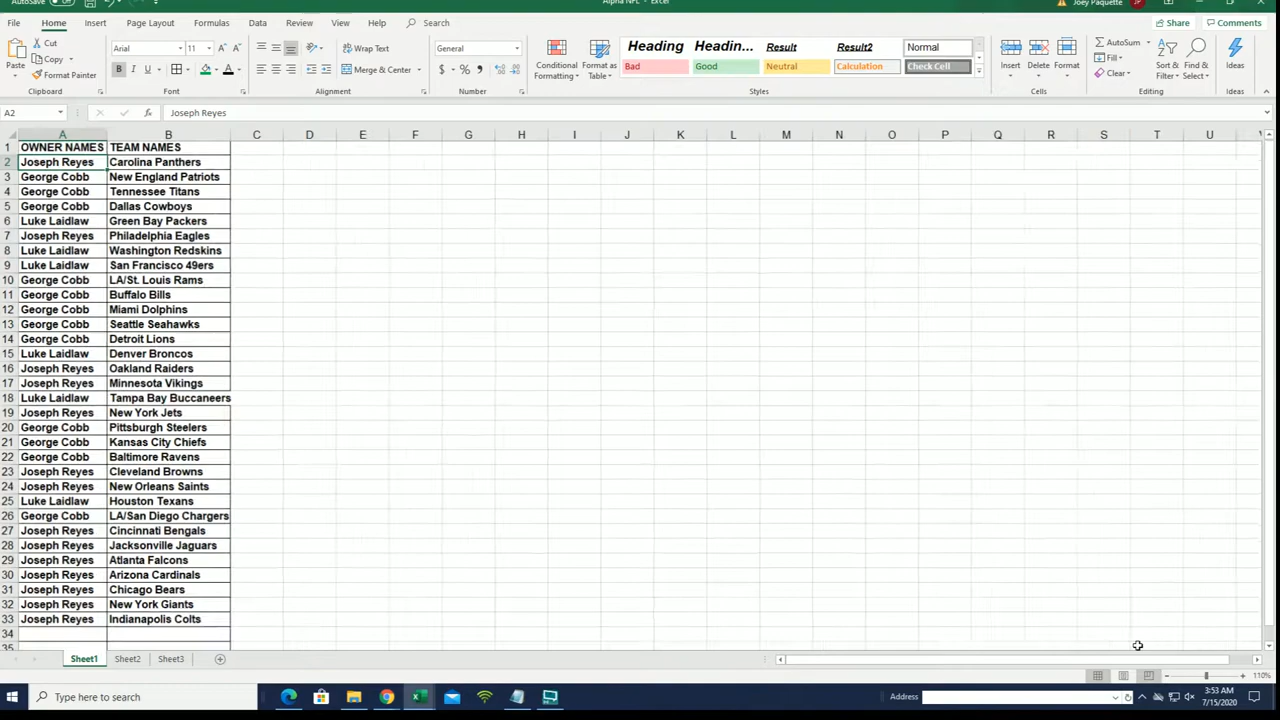 AutoSave Off Alpha NFL - Excel Joey Paquette JP
File Home Insert Page Layout Formulas Data Review View Help Search Share Comments
Paste Cut Copy Format Painter
Arial 11 A A
B I U A
Wrap Text
Merge & Center
General
$ % ,
Conditional Formatting Format as Table
Heading Headin... Result Result2 Normal
Bad Good Neutral Calculation Check Cell
Insert Delete Format
AutoSum Fill Clear
Sort & Filter Find & Select Ideas
Clipboard Font Alignment Number Styles Cells Editing Ideas
A2 fx Joseph Reyes
A B C D E F G H I J K L M N O P Q R S T U
1 OWNER NAMES TEAM NAMES
2 Joseph Reyes Carolina Panthers
3 George Cobb New England Patriots
4 George Cobb Tennessee Titans
5 George Cobb Dallas Cowboys
6 Luke Laidlaw Green Bay Packers
7 Joseph Reyes Philadelphia Eagles
8 Luke Laidlaw Washington Redskins
9 Luke Laidlaw San Francisco 49ers
10 George Cobb LA/St. Louis Rams
11 George Cobb Buffalo Bills
12 George Cobb Miami Dolphins
13 George Cobb Seattle Seahawks
14 George Cobb Detroit Lions
15 Luke Laidlaw Denver Broncos
16 Joseph Reyes Oakland Raiders
17 Joseph Reyes Minnesota Vikings
18 Luke Laidlaw Tampa Bay Buccaneers
19 Joseph Reyes New York Jets
20 George Cobb Pittsburgh Steelers
21 George Cobb Kansas City Chiefs
22 George Cobb Baltimore Ravens
23 Joseph Reyes Cleveland Browns
24 Joseph Reyes New Orleans Saints
25 Luke Laidlaw Houston Texans
26 George Cobb LA/San Diego Chargers
27 Joseph Reyes Cincinnati Bengals
28 Joseph Reyes Jacksonville Jaguars
29 Joseph Reyes Atlanta Falcons
30 Joseph Reyes Arizona Cardinals
31 Joseph Reyes Chicago Bears
32 Joseph Reyes New York Giants
33 Joseph Reyes Indianapolis Colts
34
35
Sheet1 Sheet2 Sheet3
110%
Type here to search Address 3:53 AM
7/15/2020